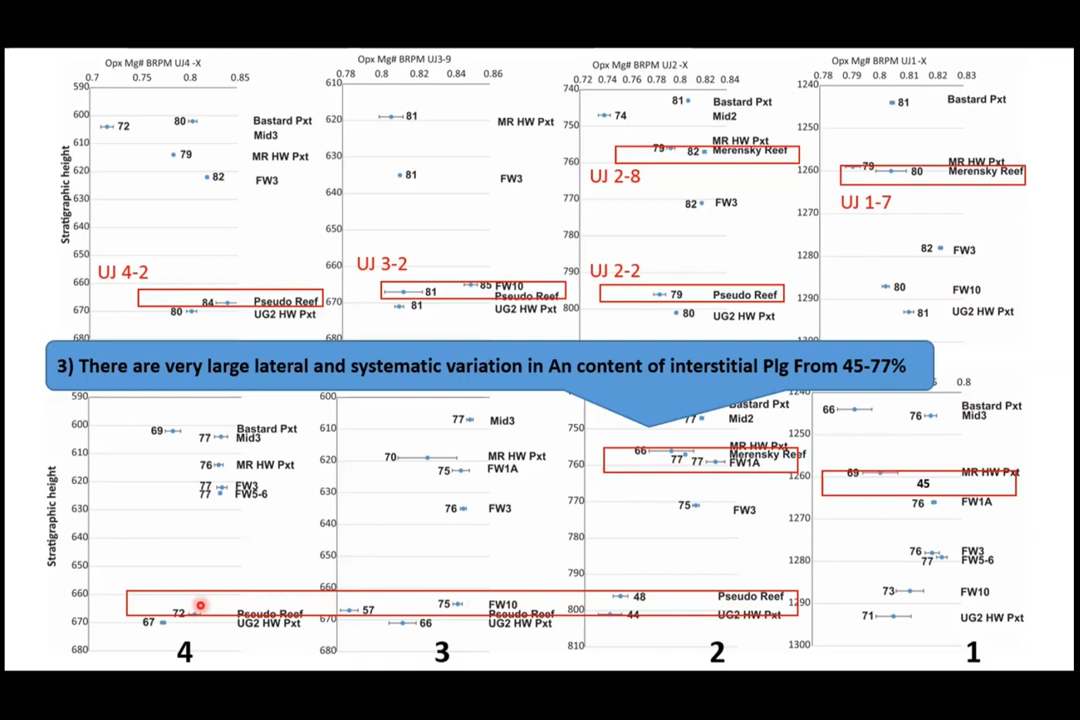 Opx Mg# BRPM UJ4 -X
0.7 0.75 0.8 0.85
590
600
610
620
630
640
650
660
670
680
Stratigraphic height
80 Bastard Pxt
72 Mid3
79 MR HW Pxt
82 FW3
UJ 4-2
84 Pseudo Reef
80 UG2 HW Pxt
Opx Mg# BRPM UJ3-9
0.78 0.8 0.82 0.84 0.86
610
620
630
640
650
660
670
680
81 MR HW Pxt
81 FW3
UJ 3-2
85 FW10
81 Pseudo Reef
81 UG2 HW Pxt
Opx Mg# BRPM UJ2 -X
0.72 0.74 0.76 0.78 0.8 0.82 0.84
740
750
760
770
780
790
800
81 Bastard Pxt
74 Mid2
79 MR HW Pxt
82 Merensky Reef
UJ 2-8
82 FW3
UJ 2-2
79 Pseudo Reef
80 UG2 HW Pxt
Opx Mg# BRPM UJ1 -X
0.78 0.79 0.8 0.81 0.82 0.83
1240
1250
1260
1270
1280
1290
1300
81 Bastard Pxt
79 MR HW Pxt
80 Merensky Reef
UJ 1-7
82 FW3
80 FW10
81 UG2 HW Pxt
3) There are very large lateral and systematic variation in An content of interstitial Plg From 45-77%
590
600
610
620
630
640
650
660
670
680
Stratigraphic height
69 Bastard Pxt
77 Mid3
76 MR HW Pxt
77 FW3
77 FW5-6
72 Pseudo Reef
67 UG2 HW Pxt
4
600
610
620
630
640
650
660
670
680
77 Mid3
70 MR HW Pxt
75 FW1A
76 FW3
75 FW10
57 Pseudo Reef
66 UG2 HW Pxt
3
750
760
770
780
790
800
810
Bastard Pxt
77 Mid2
66 MR HW Pxt
77 Merensky Reef
77 FW1A
75 FW3
48 Pseudo Reef
44 UG2 HW Pxt
2
0.8
1240
1250
1260
1270
1280
1290
1300
66 Bastard Pxt
76 Mid3
69 MR HW Pxt
45
76 FW1A
76 FW3
77 FW5-6
73 FW10
71 UG2 HW Pxt
1